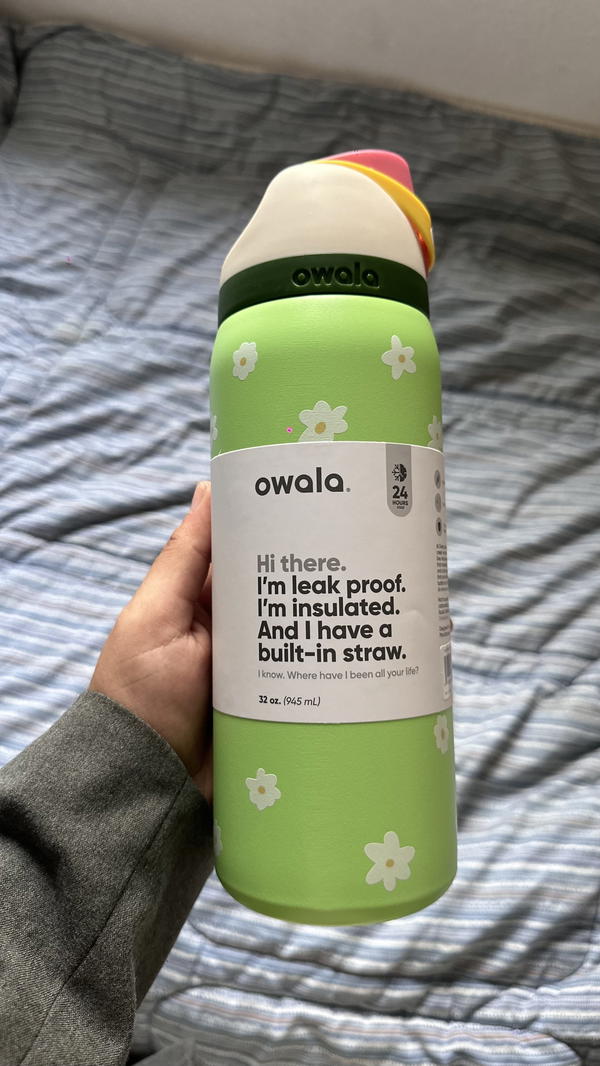 owala
owala.
24
HOURS
COLD
Hi there.
I'm leak proof.
I'm insulated.
And I have a
built-in straw.
I know. Where have I been all your life?
32 oz. (945 mL)